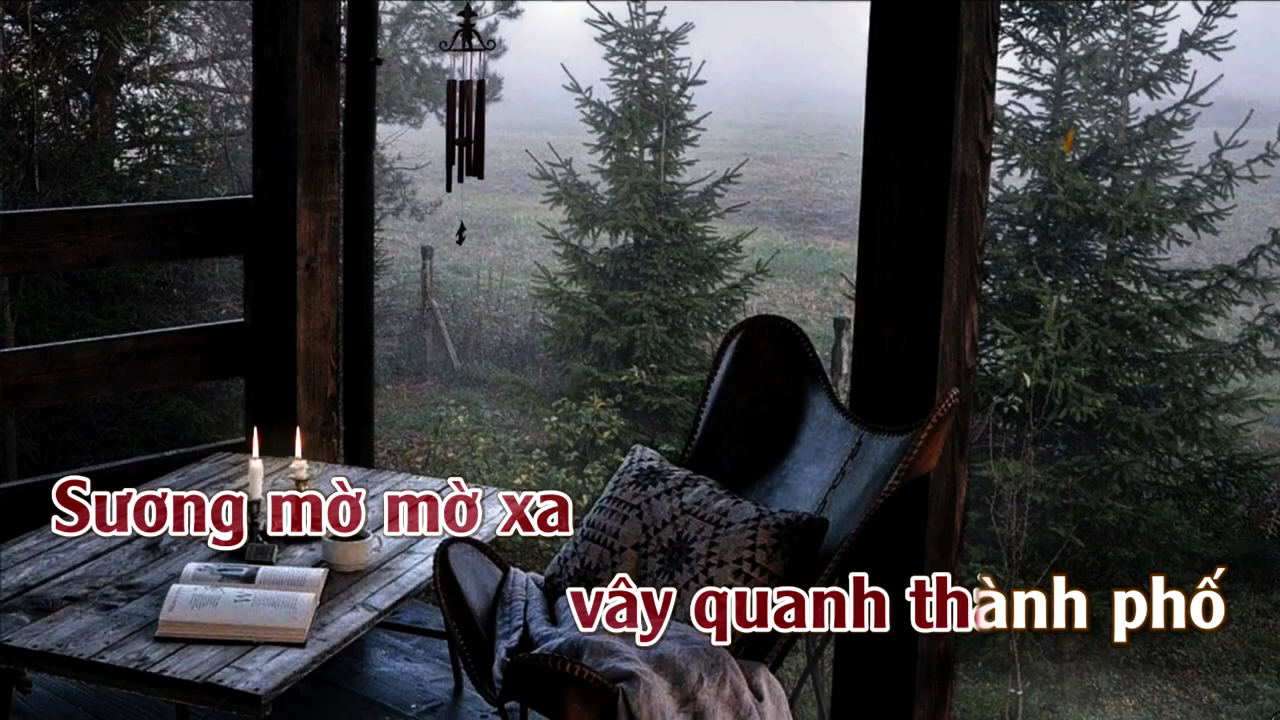 Sương mờ mờ xa
vây quanh thành phố